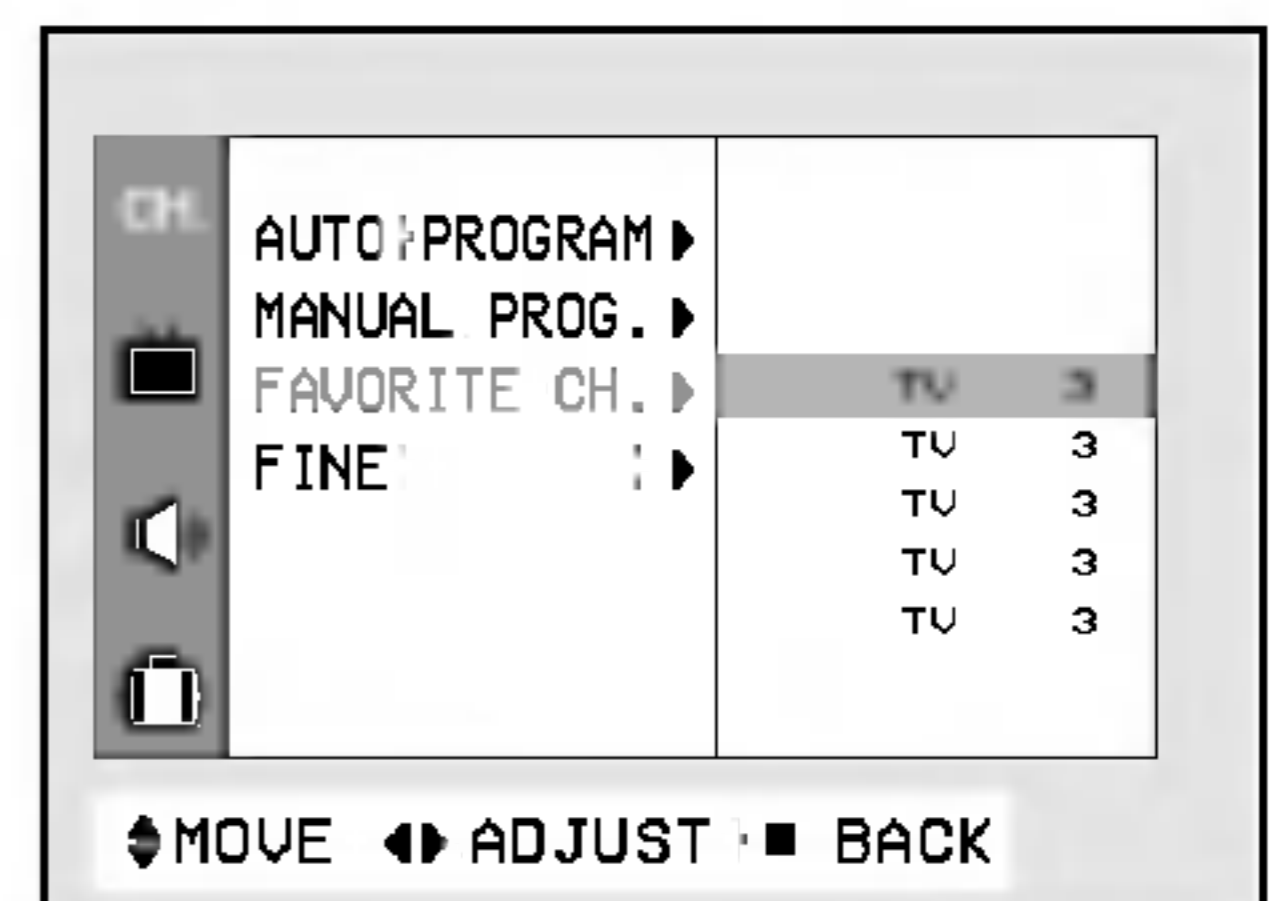 CH.
AUTO PROGRAM ▶
MANUAL PROG. ▶
FAVORITE CH. ▶ TV 3
FINE ▶ TV 3
TV 3
TV 3
TV 3
MOVE ◀▶ ADJUST ■ BACK